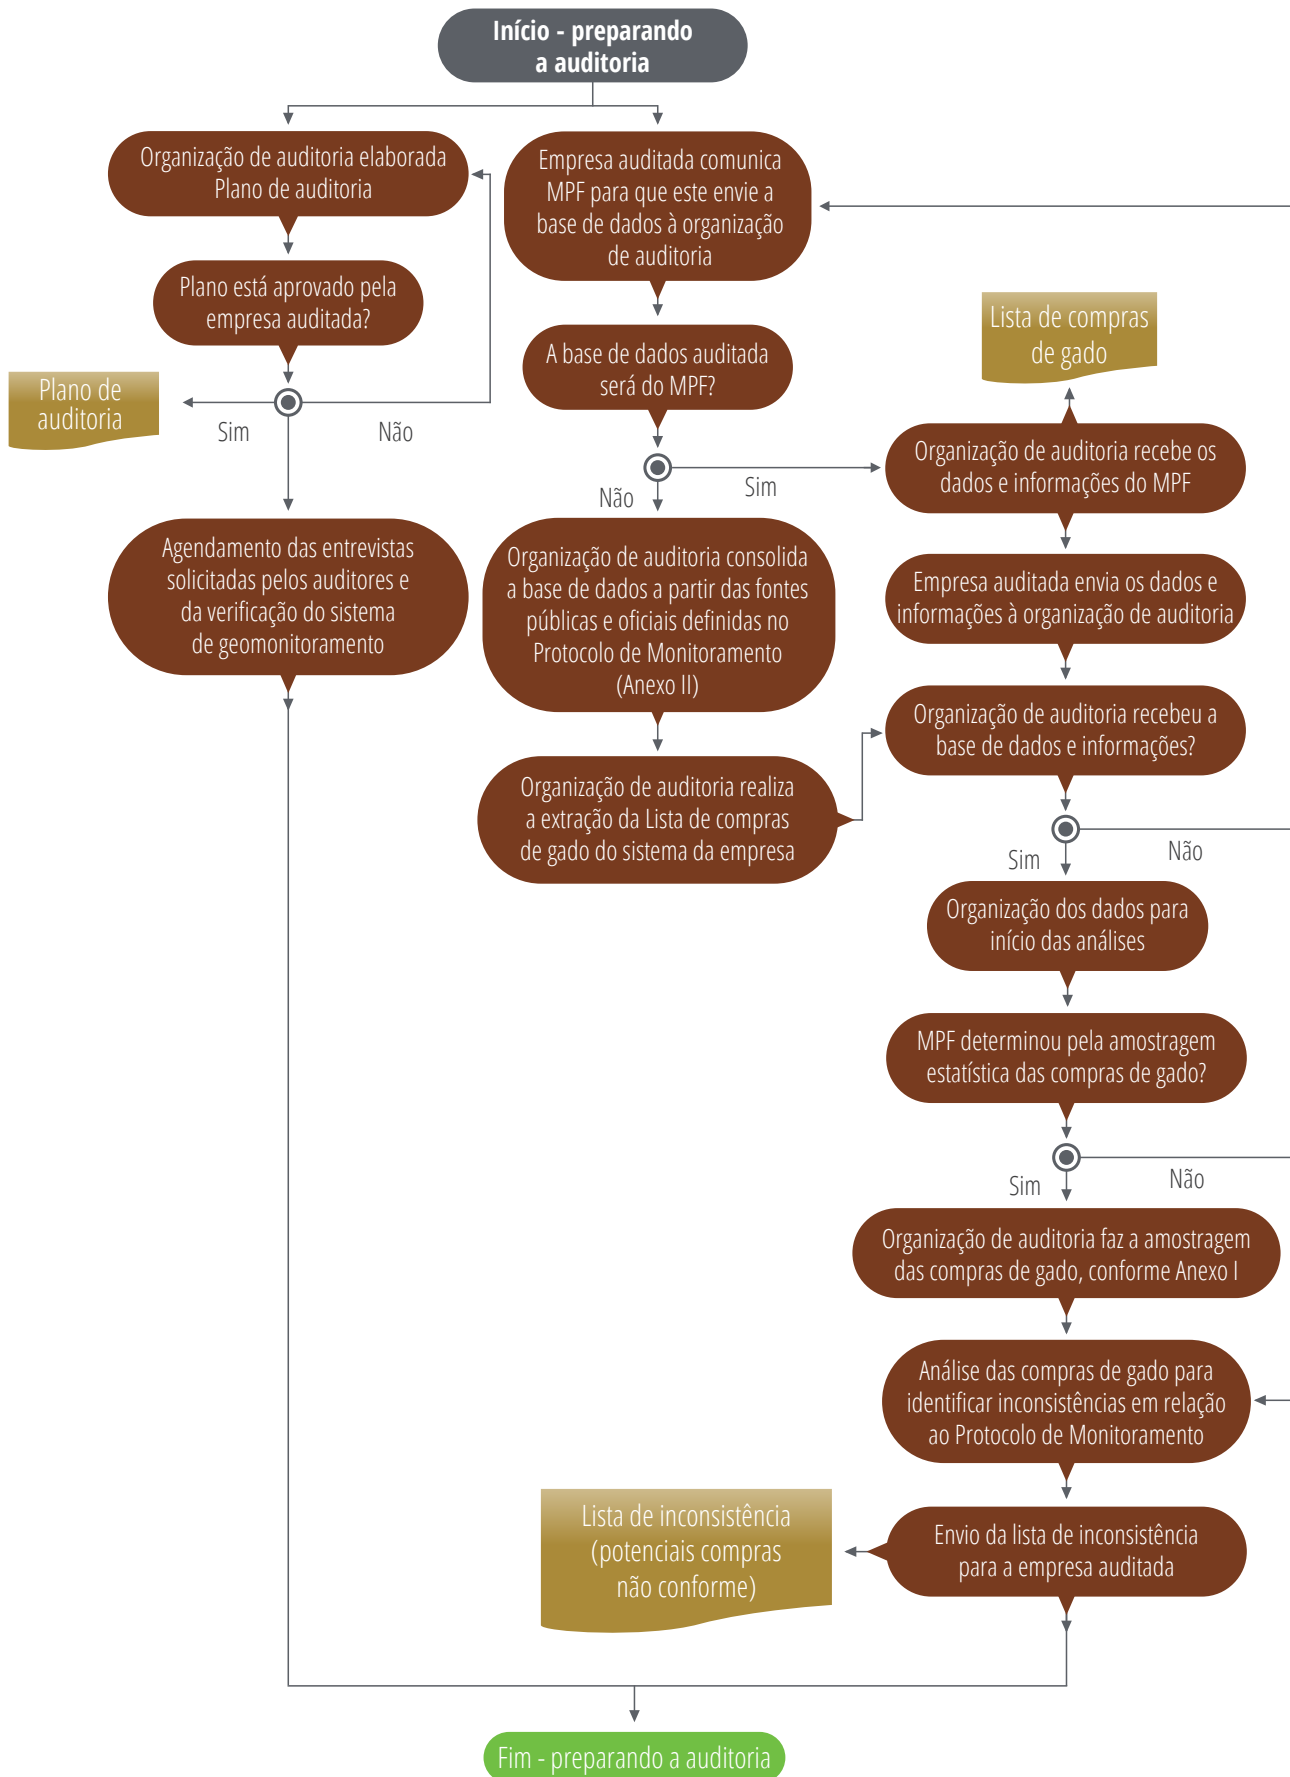 Início - preparando
a auditoria
Organização de auditoria elaborada
Plano de auditoria
Empresa auditada comunica
MPF para que este envie a
base de dados à organização
de auditoria
Plano está aprovado pela
empresa auditada?
A base de dados auditada
será do MPF?
Lista de compras
de gado
Plano de
auditoria
Sim
Não
Organização de auditoria recebe os
dados e informações do MPF
Não
Sim
Agendamento das entrevistas
solicitadas pelos auditores e
da verificação do sistema
de geomonitoramento
Organização de auditoria consolida
a base de dados a partir das fontes
públicas e oficiais definidas no
Protocolo de Monitoramento
(Anexo II)
Empresa auditada envia os dados e
informações à organização de auditoria
Organização de auditoria recebeu a
base de dados e informações?
Organização de auditoria realiza
a extração da Lista de compras
de gado do sistema da empresa
Sim
Não
Organização dos dados para
início das análises
MPF determinou pela amostragem
estatística das compras de gado?
Sim
Não
Organização de auditoria faz a amostragem
das compras de gado, conforme Anexo I
Análise das compras de gado para
identificar inconsistências em relação
ao Protocolo de Monitoramento
Lista de inconsistência
(potenciais compras
não conforme)
Envio da lista de inconsistência
para a empresa auditada
Fim - preparando a auditoria